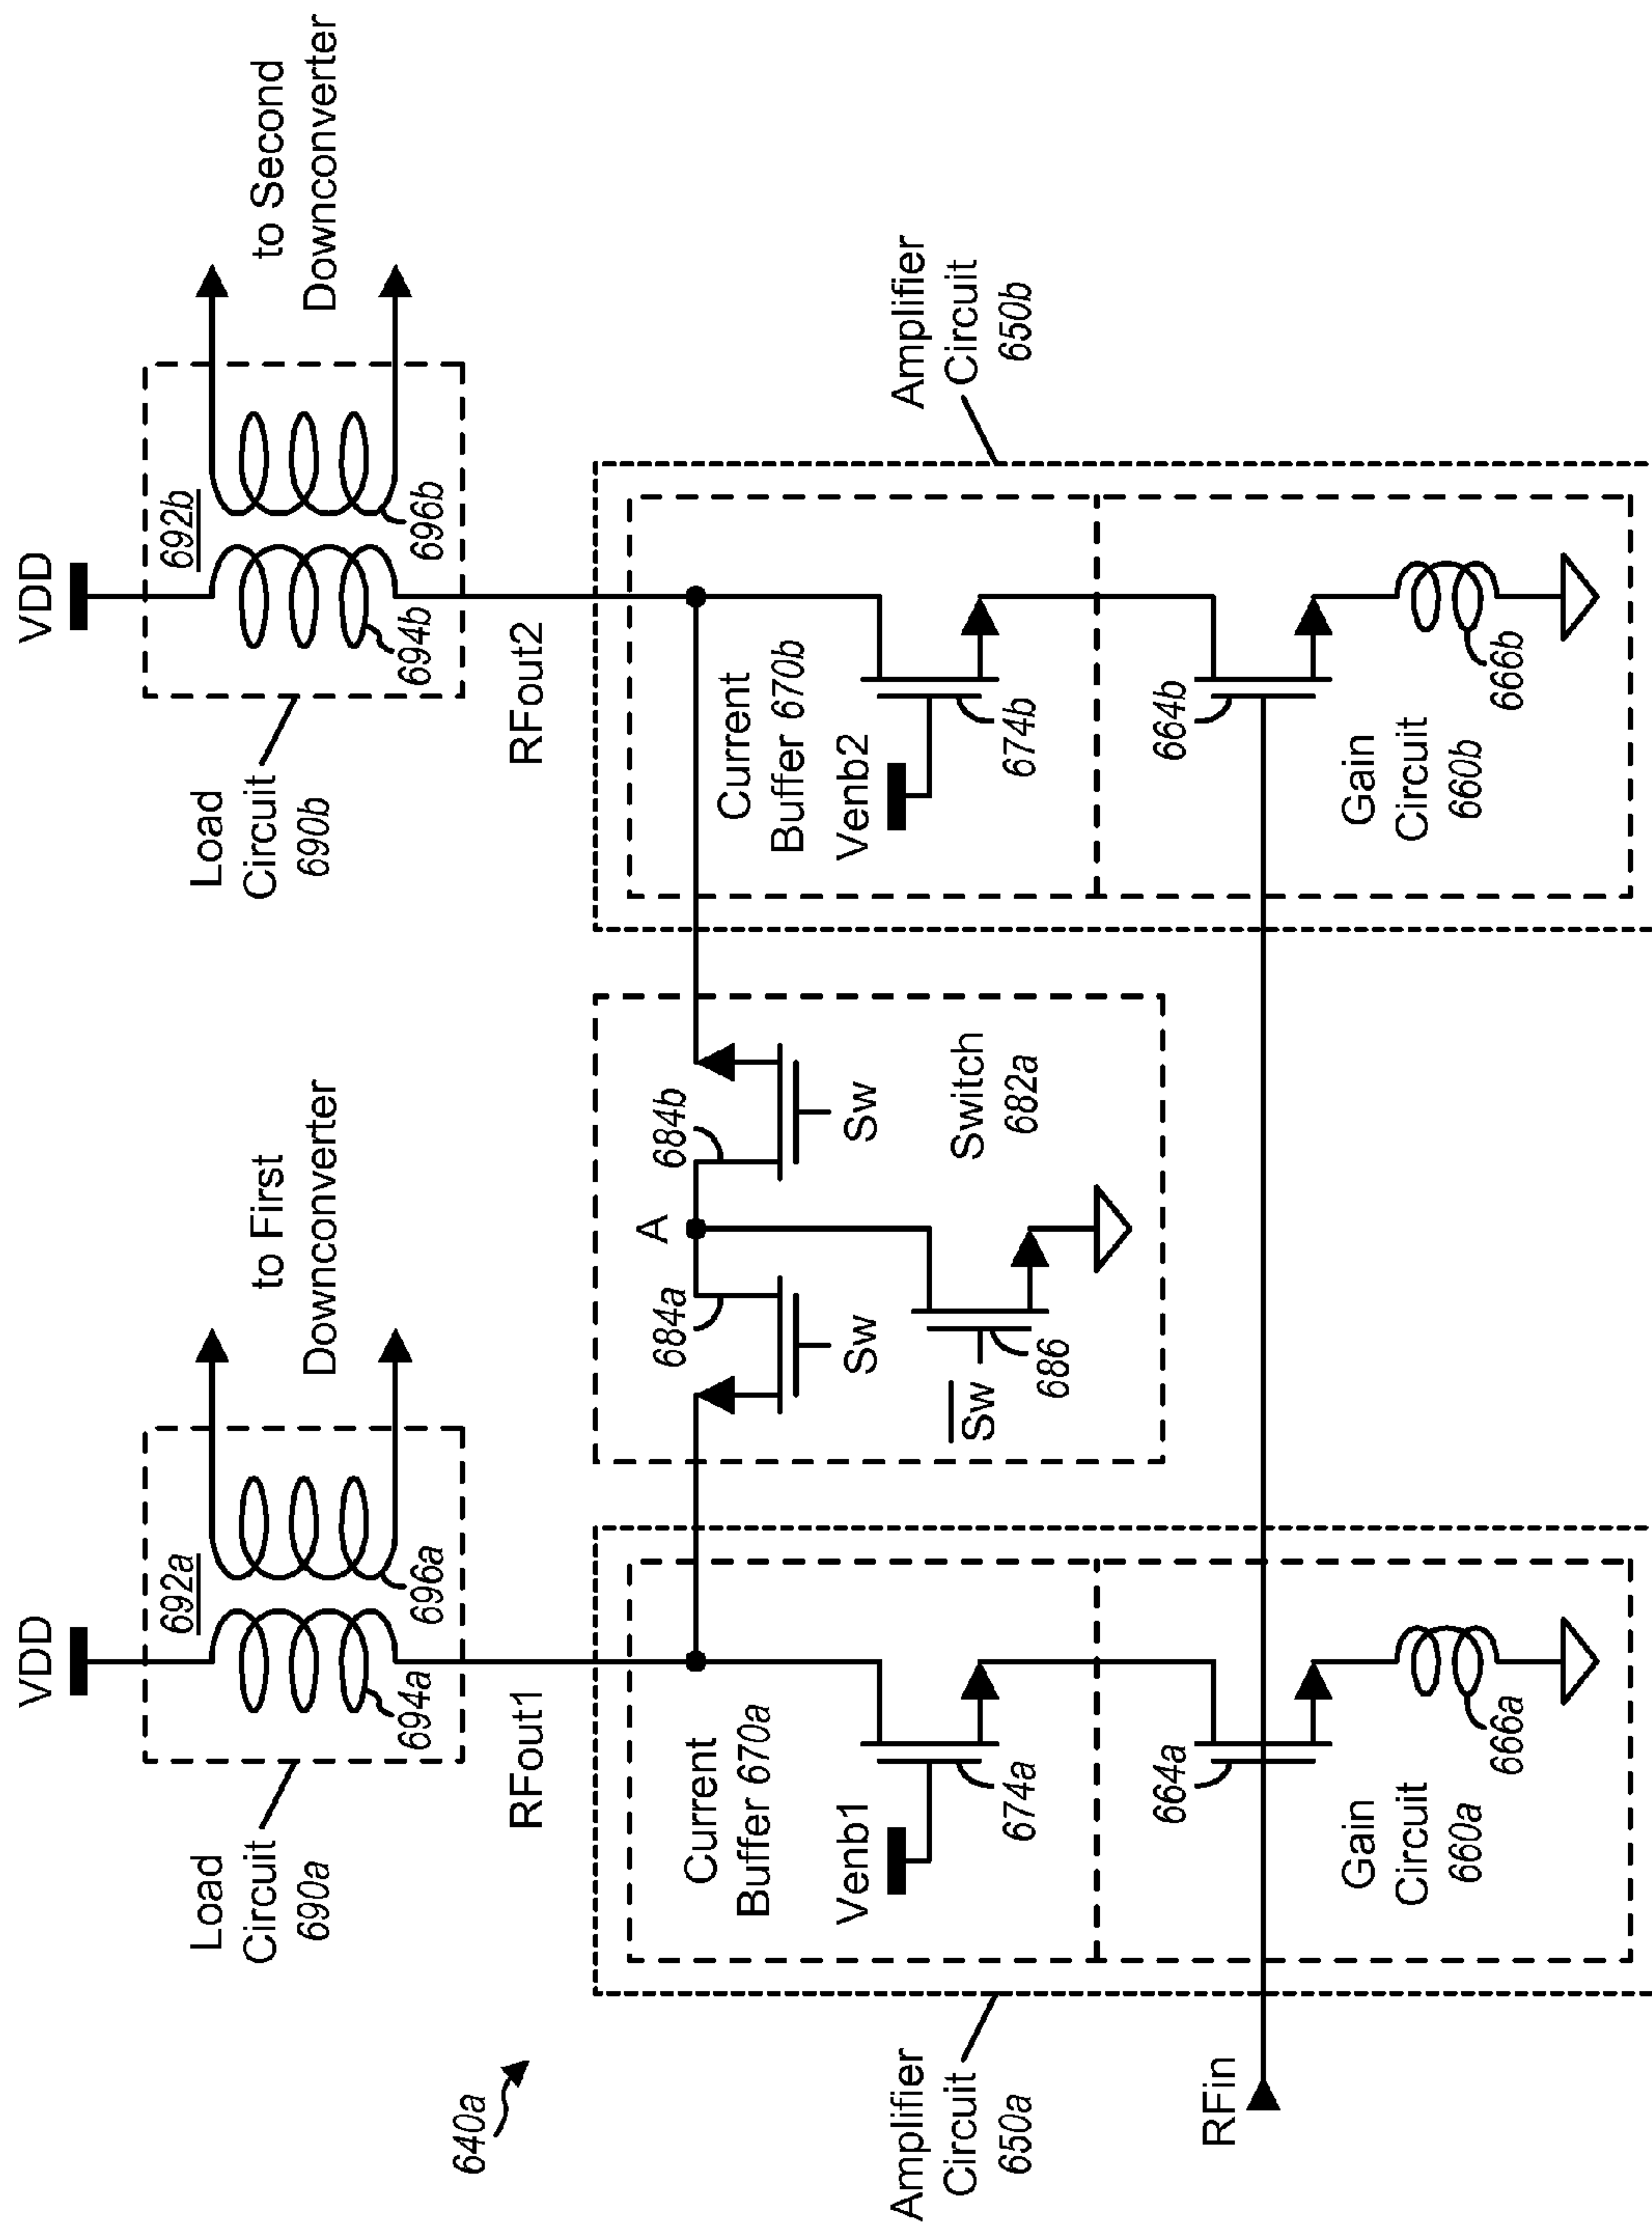 640a
VDD
VDD
Load
Circuit
690a
692a
694a
696a
to First
Downconverter
Load
Circuit
690b
692b
694b
696b
to Second
Downconverter
RFout1
RFout2
Amplifier
Circuit
650a
Current
Buffer 670a
Venb1
674a
664a
Gain
Circuit
660a
666a
RFin
684a
A
684b
Sw
Sw
Sw
686
Switch
682a
Current
Buffer 670b
Venb2
674b
664b
Gain
Circuit
660b
666b
Amplifier
Circuit
650b